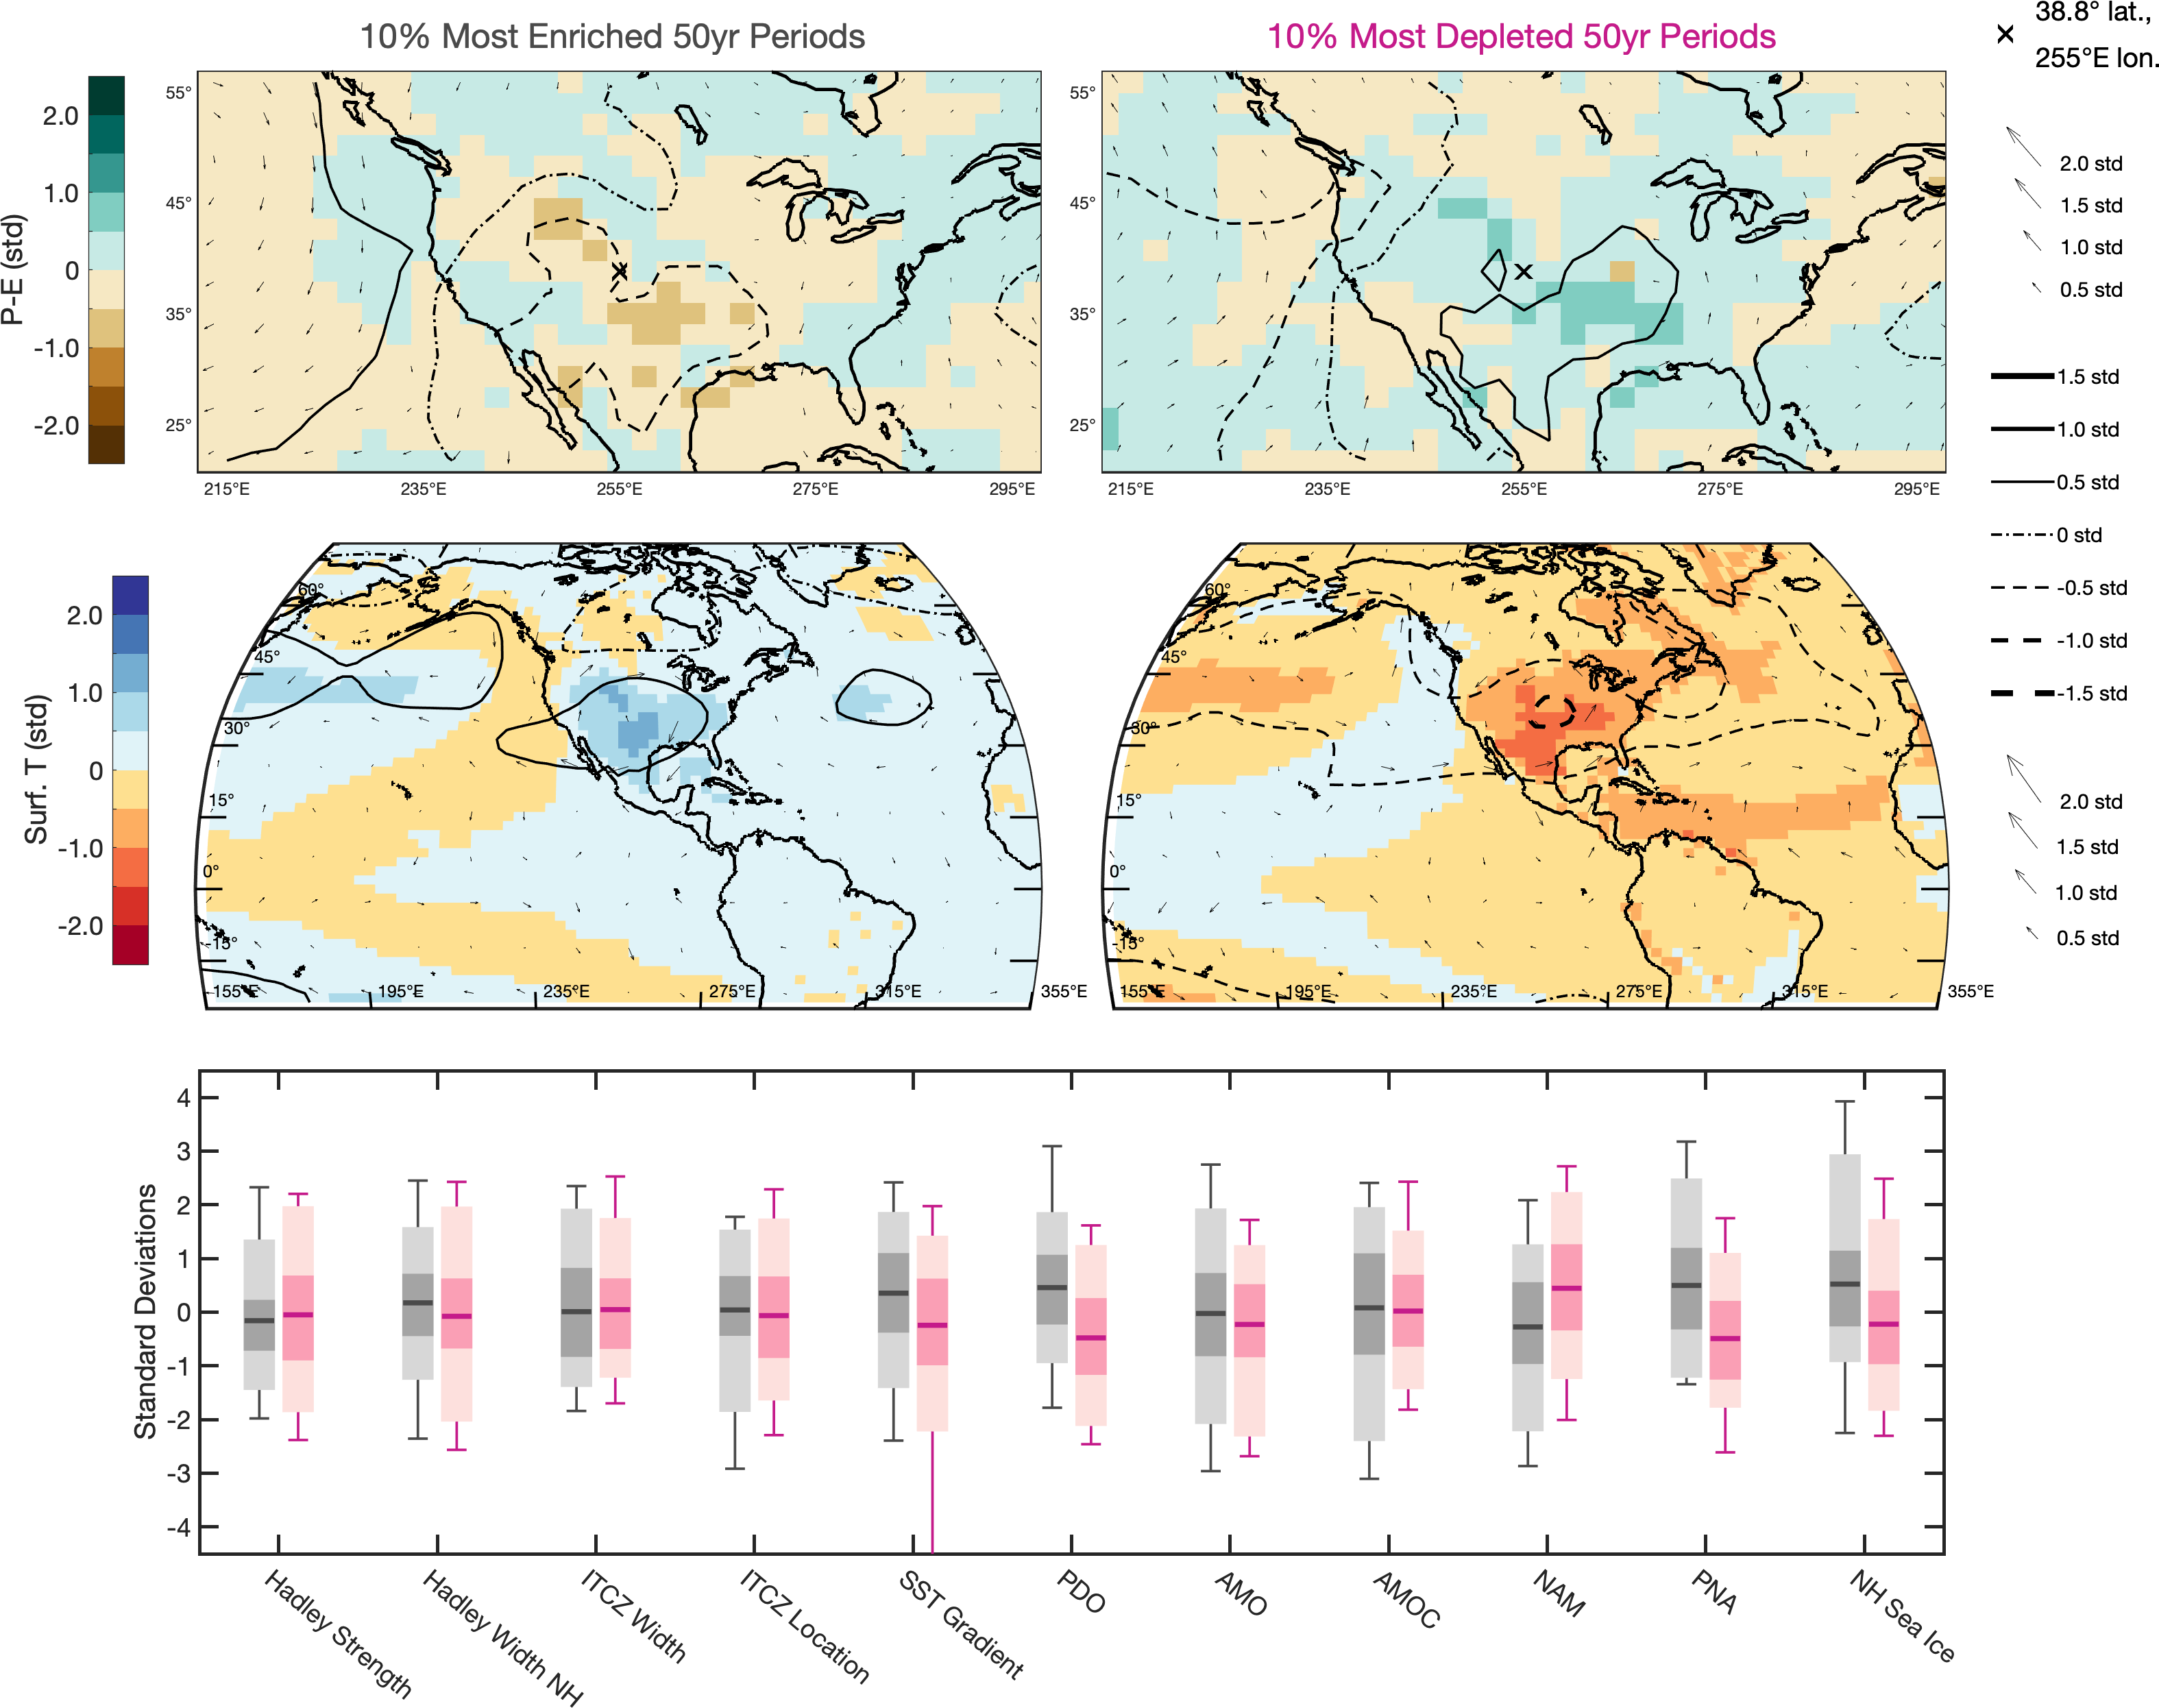 10% Most Enriched 50yr Periods
10% Most Depleted 50yr Periods
38.8° lat.,
255°E lon.
P-E (std)
2.0
1.0
0
-1.0
-2.0
55°
45°
35°
25°
215°E
235°E
255°E
275°E
295°E
55°
45°
35°
25°
215°E
235°E
255°E
275°E
295°E
2.0 std
1.5 std
1.0 std
0.5 std
1.5 std
1.0 std
0.5 std
0 std
-0.5 std
-1.0 std
-1.5 std
Surf. T (std)
2.0
1.0
0
-1.0
-2.0
60°
45°
30°
15°
0°
-15°
155°E
195°E
235°E
275°E
315°E
355°E
60°
45°
30°
15°
0°
-15°
155°E
195°E
235°E
275°E
315°E
355°E
2.0 std
1.5 std
1.0 std
0.5 std
Standard Deviations
4
3
2
1
0
-1
-2
-3
-4
Hadley Strength
Hadley Width NH
ITCZ Width
ITCZ Location
SST Gradient
PDO
AMO
AMOC
NAM
PNA
NH Sea Ice